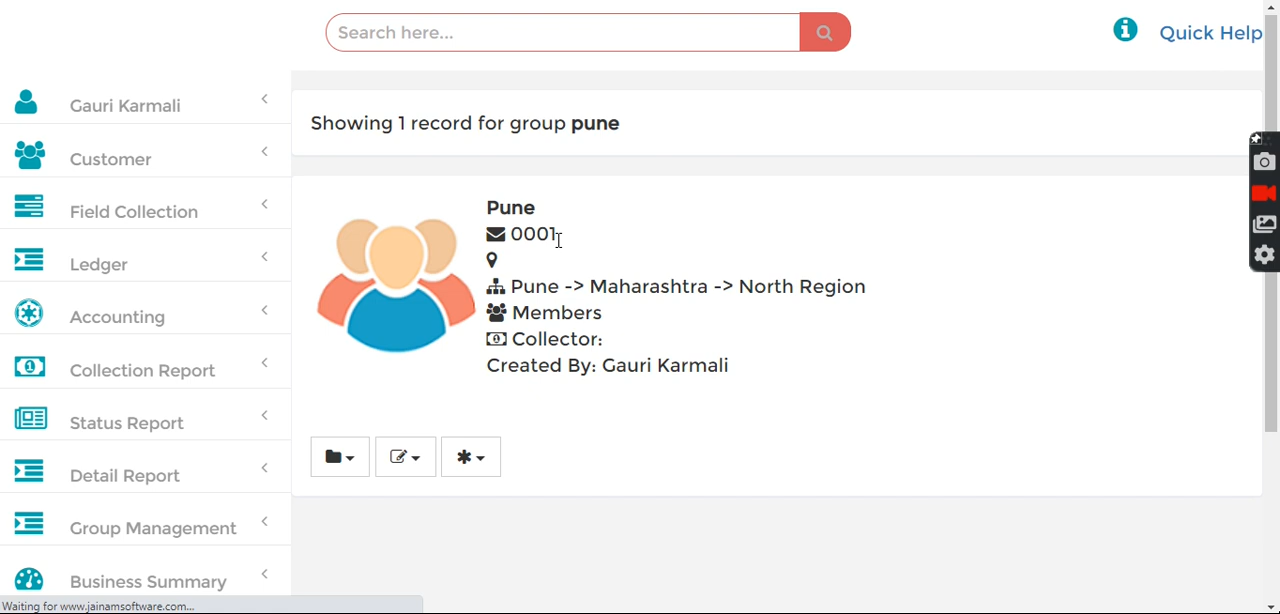 Search here...
Quick Help
Gauri Karmali
Customer
Field Collection
Ledger
Accounting
Collection Report
Status Report
Detail Report
Group Management
Business Summary
Showing 1 record for group pune
Pune
0001
Pune -> Maharashtra -> North Region
Members
Collector:
Created By: Gauri Karmali
Waiting for www.jainamsoftware.com...